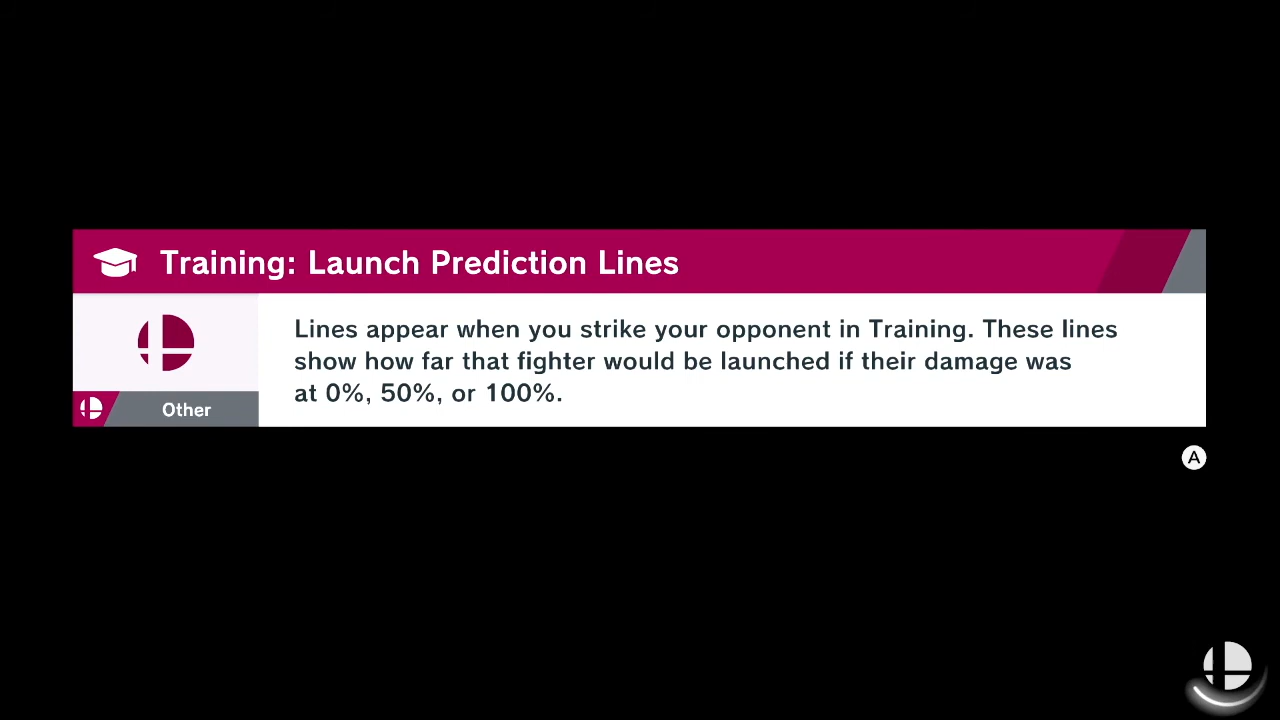 Training: Launch Prediction Lines
Lines appear when you strike your opponent in Training. These lines
show how far that fighter would be launched if their damage was
at 0%, 50%, or 100%.
Other
A